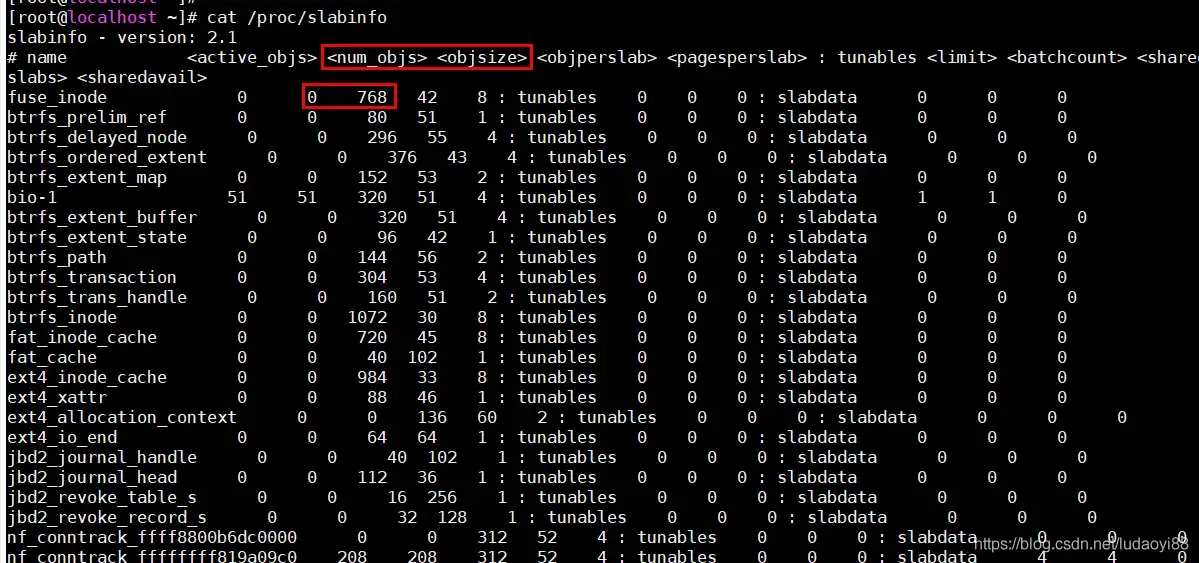 [root@localhost ~]#
[root@localhost ~]# cat /proc/slabinfo
slabinfo - version: 2.1
# name            <active_objs> <num_objs> <objsize> <objperslab> <pagesperslab> : tunables <limit> <batchcount> <share
slabs> <sharedavail>
fuse_inode             0      0    768   42    8 : tunables    0    0    0 : slabdata      0      0      0
btrfs_prelim_ref       0      0     80   51    1 : tunables    0    0    0 : slabdata      0      0      0
btrfs_delayed_node      0      0    296   55    4 : tunables    0    0    0 : slabdata      0      0      0
btrfs_ordered_extent      0      0    376   43    4 : tunables    0    0    0 : slabdata      0      0      0
btrfs_extent_map       0      0    152   53    2 : tunables    0    0    0 : slabdata      0      0      0
bio-1                 51     51    320   51    4 : tunables    0    0    0 : slabdata      1      1      0
btrfs_extent_buffer      0      0    320   51    4 : tunables    0    0    0 : slabdata      0      0      0
btrfs_extent_state      0      0     96   42    1 : tunables    0    0    0 : slabdata      0      0      0
btrfs_path             0      0    144   56    2 : tunables    0    0    0 : slabdata      0      0      0
btrfs_transaction      0      0    304   53    4 : tunables    0    0    0 : slabdata      0      0      0
btrfs_trans_handle      0      0    160   51    2 : tunables    0    0    0 : slabdata      0      0      0
btrfs_inode            0      0   1072   30    8 : tunables    0    0    0 : slabdata      0      0      0
fat_inode_cache        0      0    720   45    8 : tunables    0    0    0 : slabdata      0      0      0
fat_cache              0      0     40  102    1 : tunables    0    0    0 : slabdata      0      0      0
ext4_inode_cache       0      0    984   33    8 : tunables    0    0    0 : slabdata      0      0      0
ext4_xattr             0      0     88   46    1 : tunables    0    0    0 : slabdata      0      0      0
ext4_allocation_context      0      0    136   60    2 : tunables    0    0    0 : slabdata      0      0      0
ext4_io_end            0      0     64   64    1 : tunables    0    0    0 : slabdata      0      0      0
jbd2_journal_handle      0      0     40  102    1 : tunables    0    0    0 : slabdata      0      0      0
jbd2_journal_head      0      0    112   36    1 : tunables    0    0    0 : slabdata      0      0      0
jbd2_revoke_table_s      0      0     16  256    1 : tunables    0    0    0 : slabdata      0      0      0
jbd2_revoke_record_s      0      0     32  128    1 : tunables    0    0    0 : slabdata      0      0      0
nf_conntrack_ffff8800b6dc0000      0      0    312   52    4 : tunables    0    0    0 : slabdata      0      0      0
nf_conntrack_ffffffff819a09c0    208    208    312   52    4 : tunables    0    0    0 : slabdata      4      4      0
https://blog.csdn.net/ludaoyi88